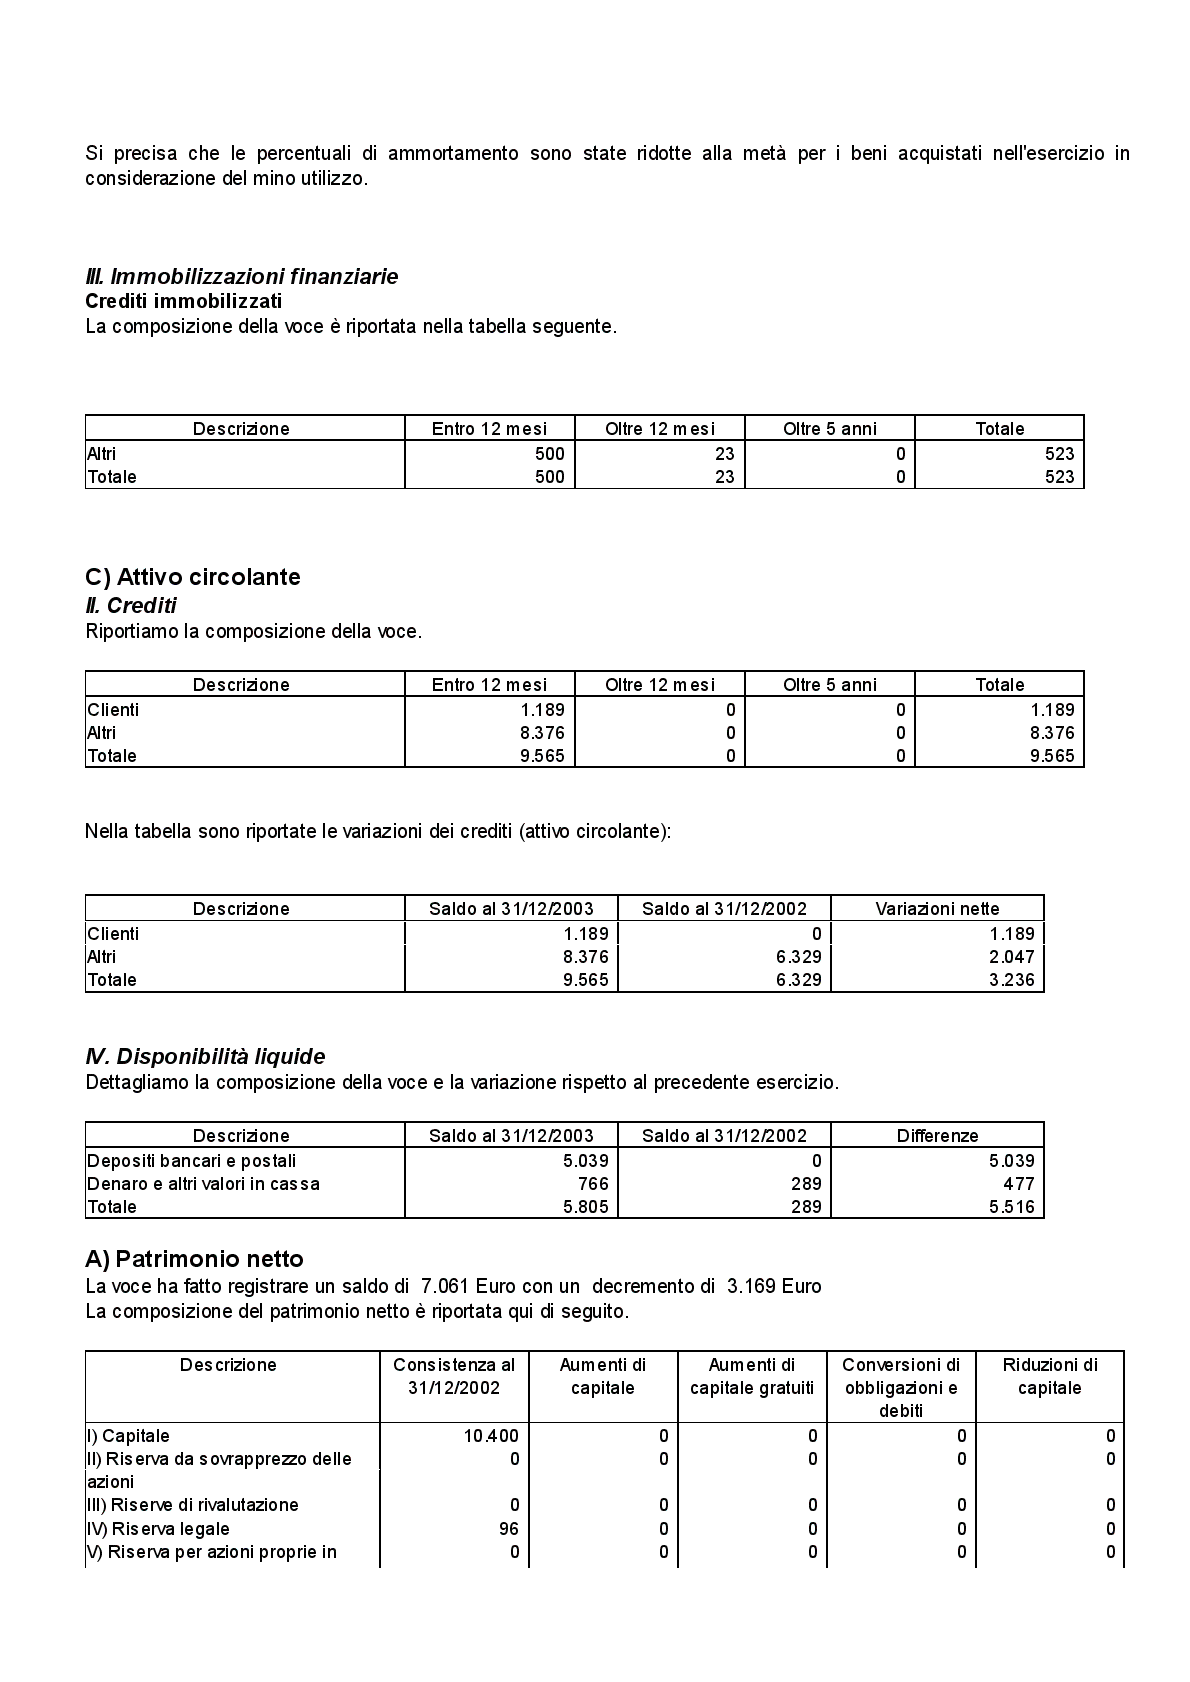 Si precisa che le percentuali di ammortamento sono state ridotte alla metà per i beni acquistati nell'esercizio in
considerazione del mino utilizzo.
III. Immobilizzazioni finanziarie
Crediti immobilizzati
La composizione della voce è riportata nella tabella seguente.
Descrizione Entro 12 mesi Oltre 12 mesi Oltre 5 anni Totale
Altri 500 23 0 523
Totale 500 23 0 523
C) Attivo circolante
II. Crediti
Riportiamo la composizione della voce.
Descrizione Entro 12 mesi Oltre 12 mesi Oltre 5 anni Totale
Clienti 1.189 0 0 1.189
Altri 8.376 0 0 8.376
Totale 9.565 0 0 9.565
Nella tabella sono riportate le variazioni dei crediti (attivo circolante):
Descrizione Saldo al 31/12/2003 Saldo al 31/12/2002 Variazioni nette
Clienti 1.189 0 1.189
Altri 8.376 6.329 2.047
Totale 9.565 6.329 3.236
IV. Disponibilità liquide
Dettagliamo la composizione della voce e la variazione rispetto al precedente esercizio.
Descrizione Saldo al 31/12/2003 Saldo al 31/12/2002 Differenze
Depositi bancari e postali 5.039 0 5.039
Denaro e altri valori in cassa 766 289 477
Totale 5.805 289 5.516
A) Patrimonio netto
La voce ha fatto registrare un saldo di 7.061 Euro con un decremento di 3.169 Euro
La composizione del patrimonio netto è riportata qui di seguito.
Descrizione Consistenza al Aumenti di Aumenti di Conversioni di Riduzioni di
31/12/2002 capitale capitale gratuiti obbligazioni e capitale
debiti
I) Capitale 10.400 0 0 0 0
II) Riserva da sovrapprezzo delle 0 0 0 0 0
azioni
III) Riserve di rivalutazione 0 0 0 0 0
IV) Riserva legale 96 0 0 0 0
V) Riserva per azioni proprie in 0 0 0 0 0